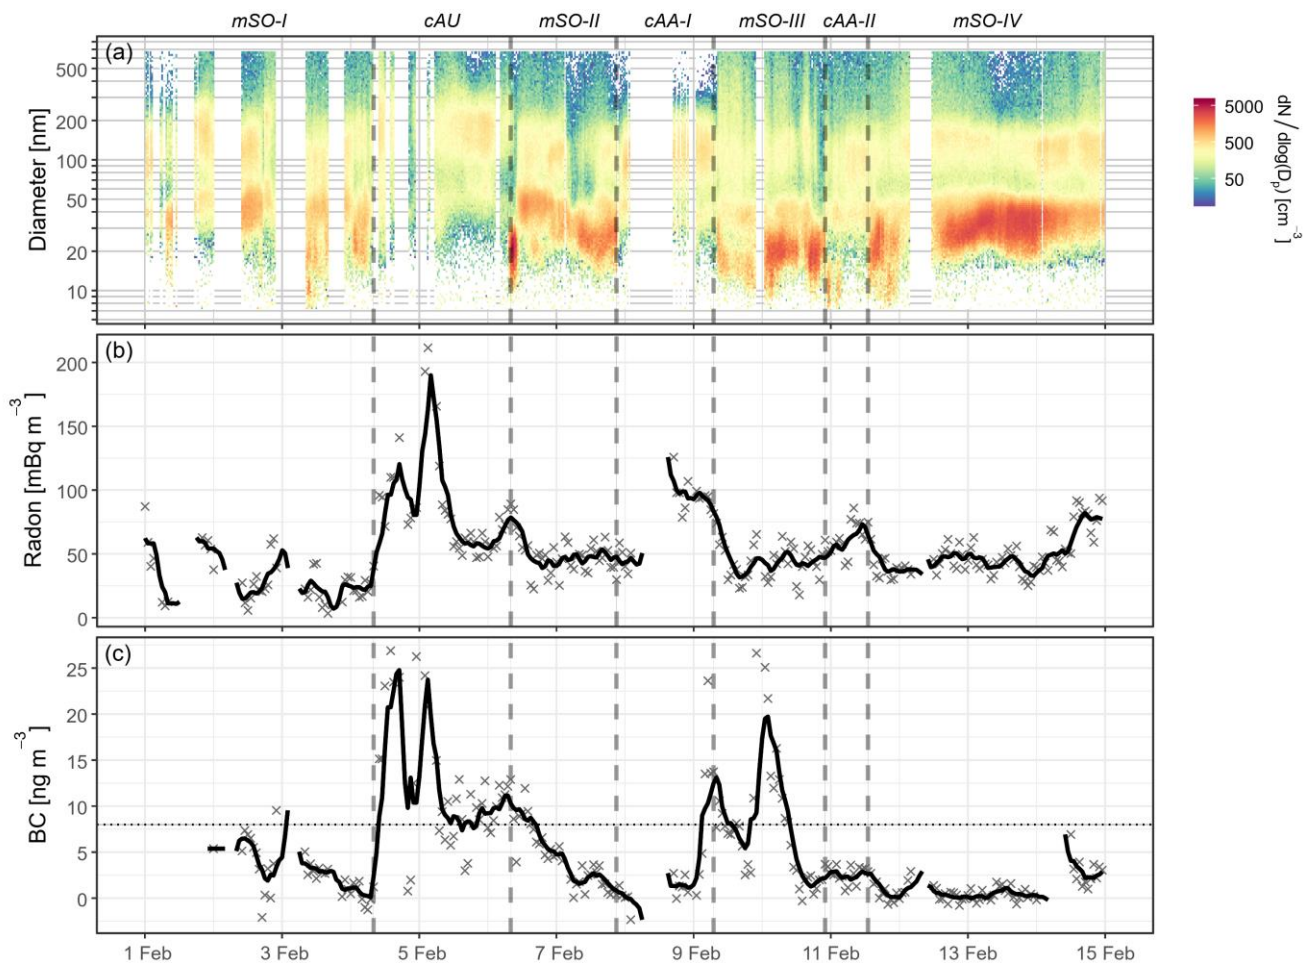 mSO-I cAU mSO-II cAA-I mSO-III cAA-II mSO-IV
(a)
Diameter [nm]
500
200
100
50
20
10
5000
500
50
dN / dlog(Dp) [cm⁻³]
(b)
Radon [mBq m⁻³]
200
150
100
50
0
(c)
BC [ng m⁻³]
25
20
15
10
5
0
1 Feb 3 Feb 5 Feb 7 Feb 9 Feb 11 Feb 13 Feb 15 Feb